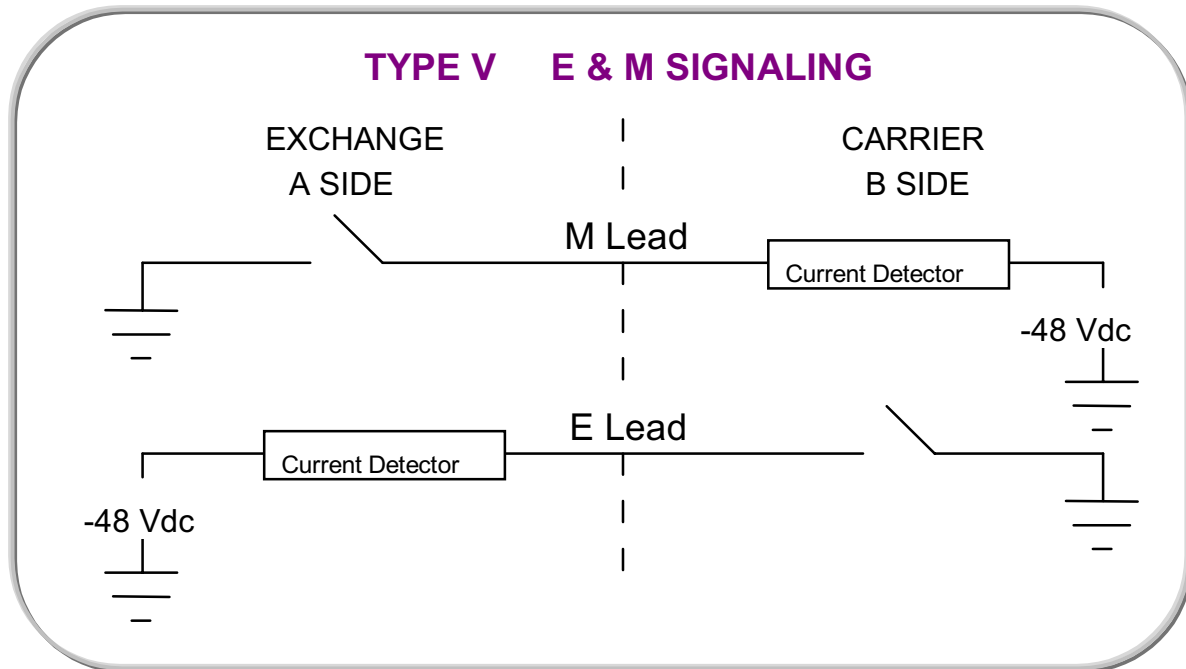 TYPE V E & M SIGNALING
EXCHANGE
A SIDE
CARRIER
B SIDE
M Lead
Current Detector
-48 Vdc
E Lead
Current Detector
-48 Vdc